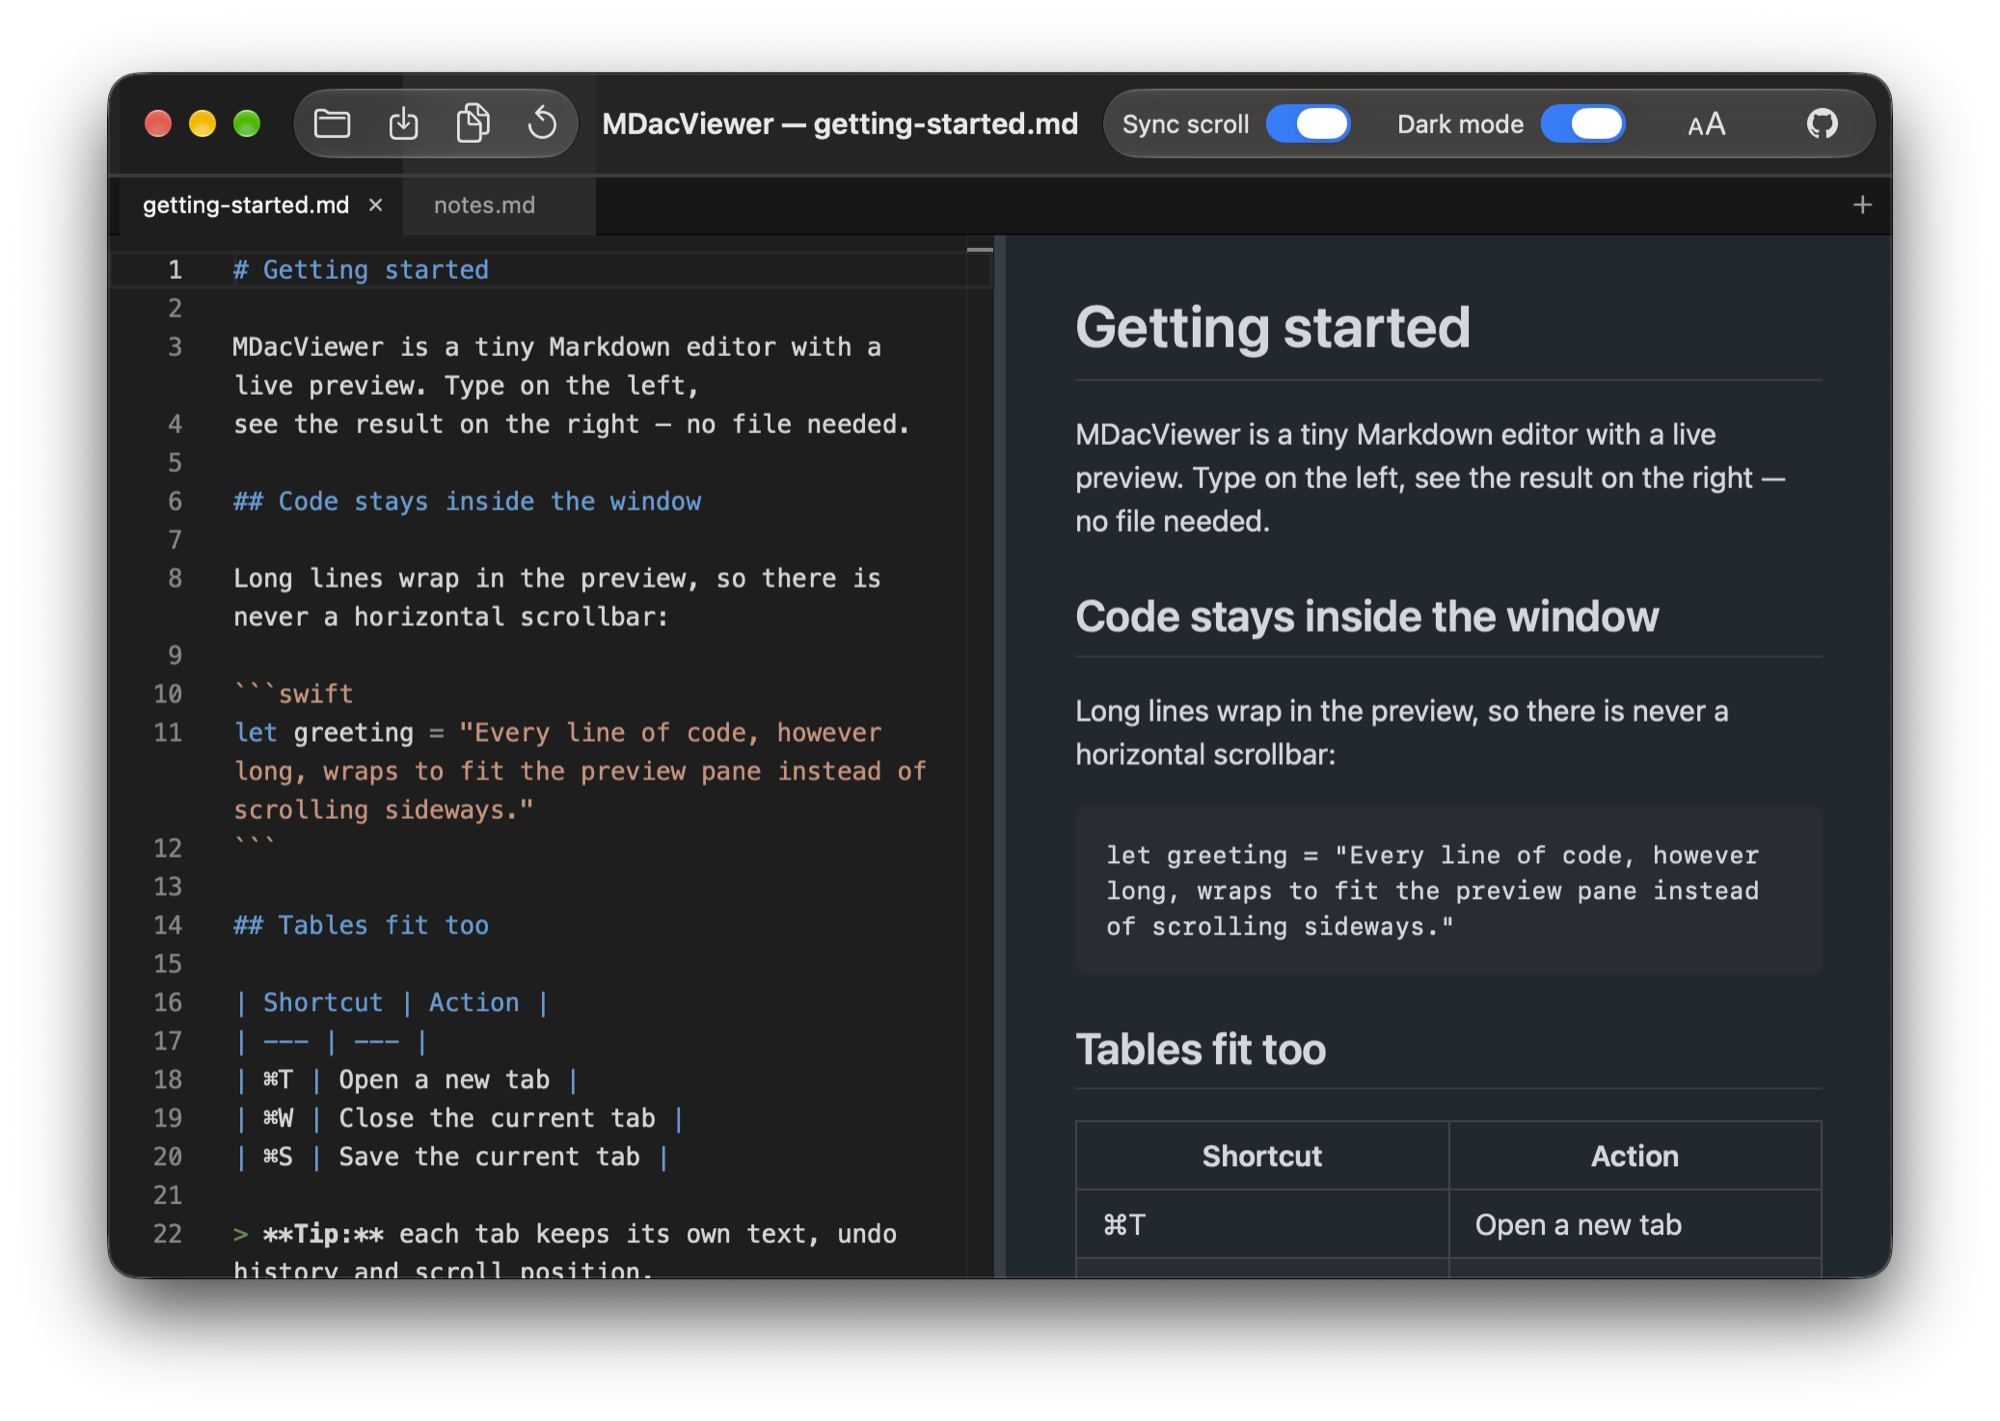 MDacViewer — getting-started.md
Sync scroll
Dark mode
AA
getting-started.md ×
notes.md
+
1 # Getting started
2
3 MDacViewer is a tiny Markdown editor with a
live preview. Type on the left,
4 see the result on the right — no file needed.
5
6 ## Code stays inside the window
7
8 Long lines wrap in the preview, so there is
never a horizontal scrollbar:
9
10 ```swift
11 let greeting = "Every line of code, however
long, wraps to fit the preview pane instead of
scrolling sideways."
12 ```
13
14 ## Tables fit too
15
16 | Shortcut | Action |
17 | --- | --- |
18 | ⌘T | Open a new tab |
19 | ⌘W | Close the current tab |
20 | ⌘S | Save the current tab |
21
22 > **Tip:** each tab keeps its own text, undo
history and scroll position.
Getting started
MDacViewer is a tiny Markdown editor with a live
preview. Type on the left, see the result on the right —
no file needed.
Code stays inside the window
Long lines wrap in the preview, so there is never a
horizontal scrollbar:
let greeting = "Every line of code, however
long, wraps to fit the preview pane instead
of scrolling sideways."
Tables fit too
Shortcut Action
⌘T Open a new tab